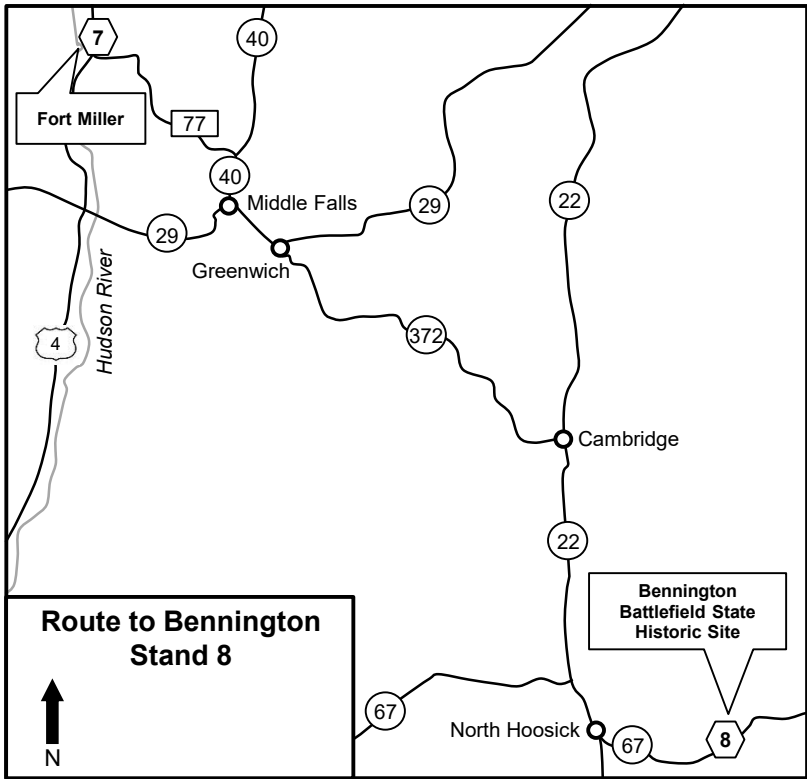 7
40
Fort Miller
77
40
Middle Falls
29
22
29
Greenwich
Hudson River
4
372
Cambridge
22
Bennington
Battlefield State
Historic Site
Route to Bennington
Stand 8
N
67
North Hoosick
67
8